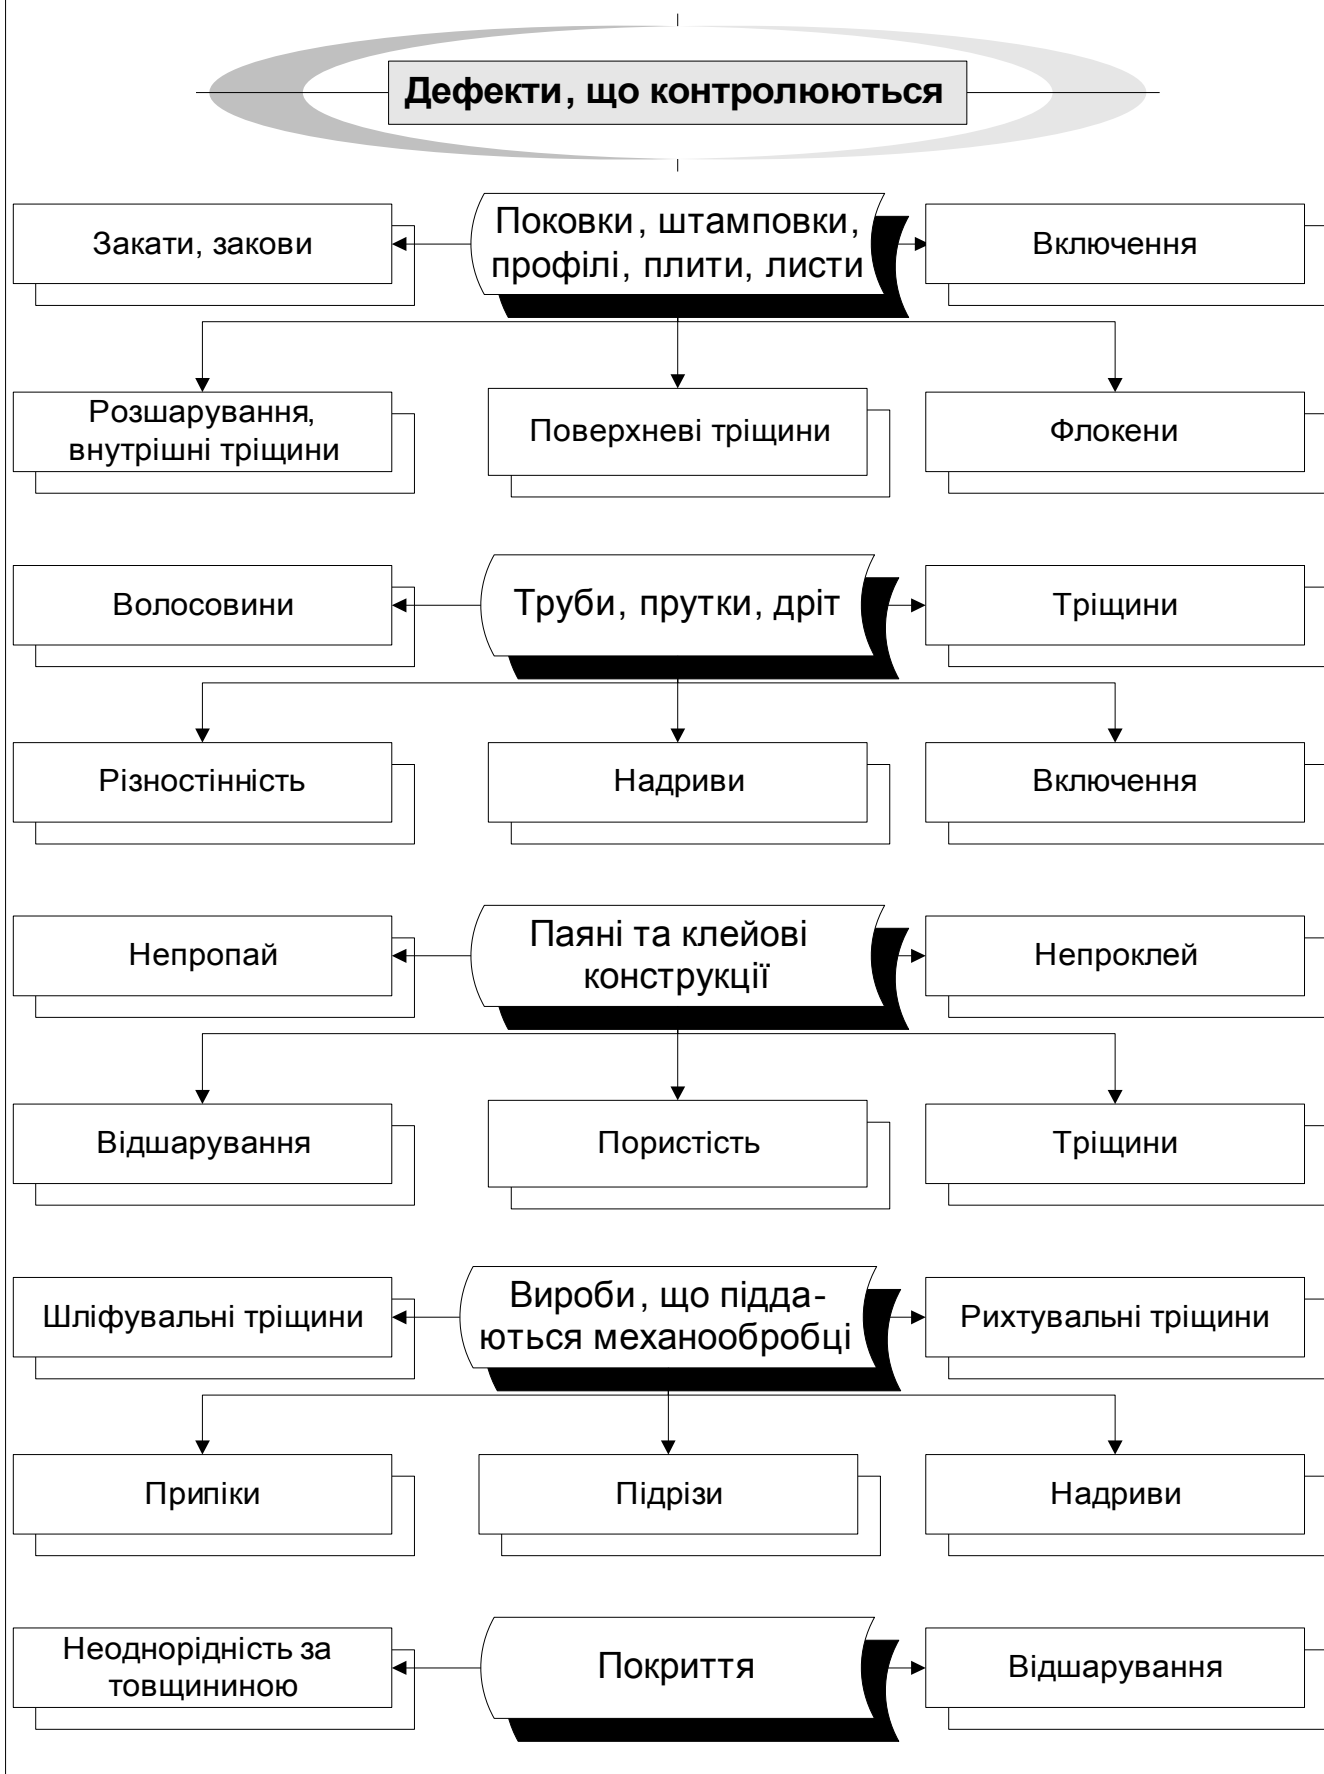 Дефекти, що контролюються
Закати, закови
Поковки, штамповки,
профілі, плити, листи
Включення
Розшарування,
внутрішні тріщини
Поверхневі тріщини
Флокени
Волосовини
Труби, прутки, дріт
Тріщини
Різностінність
Надриви
Включення
Непропай
Паяні та клейові
конструкції
Непроклей
Відшарування
Пористість
Тріщини
Шліфувальні тріщини
Вироби, що підда-
ються механообробці
Рихтувальні тріщини
Припіки
Підрізи
Надриви
Неоднорідність за
товщининою
Покриття
Відшарування